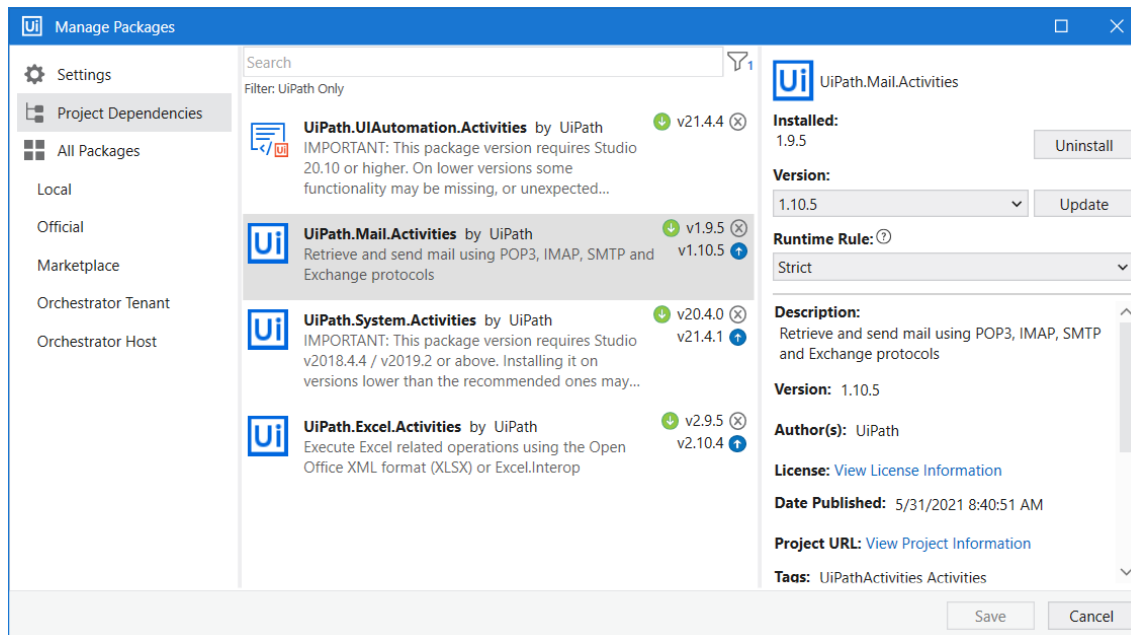 Ui Manage Packages
Settings
Project Dependencies
All Packages
Local
Official
Marketplace
Orchestrator Tenant
Orchestrator Host
Search
1
Filter: UiPath Only
UiPath.UIAutomation.Activities by UiPath
v21.4.4
IMPORTANT: This package version requires Studio
20.10 or higher. On lower versions some
functionality may be missing, or unexpected...
Ui
Ui
UiPath.Mail.Activities by UiPath
v1.9.5
Retrieve and send mail using POP3, IMAP, SMTP and
v1.10.5
Exchange protocols
Ui
UiPath.System.Activities by UiPath
v20.4.0
IMPORTANT: This package version requires Studio
v21.4.1
v2018.4.4 / v2019.2 or above. Installing it on
versions lower than the recommended ones may...
Ui
UiPath.Excel.Activities by UiPath
v2.9.5
Execute Excel related operations using the Open
v2.10.4
Office XML format (XLSX) or Excel.Interop
Ui UiPath.Mail.Activities
Installed:
1.9.5
Uninstall
Version:
1.10.5
Update
Runtime Rule: ?
Strict
Description:
Retrieve and send mail using POP3, IMAP, SMTP
and Exchange protocols
Version: 1.10.5
Author(s): UiPath
License: View License Information
Date Published: 5/31/2021 8:40:51 AM
Project URL: View Project Information
Tags: UiPathActivities Activities
Save
Cancel